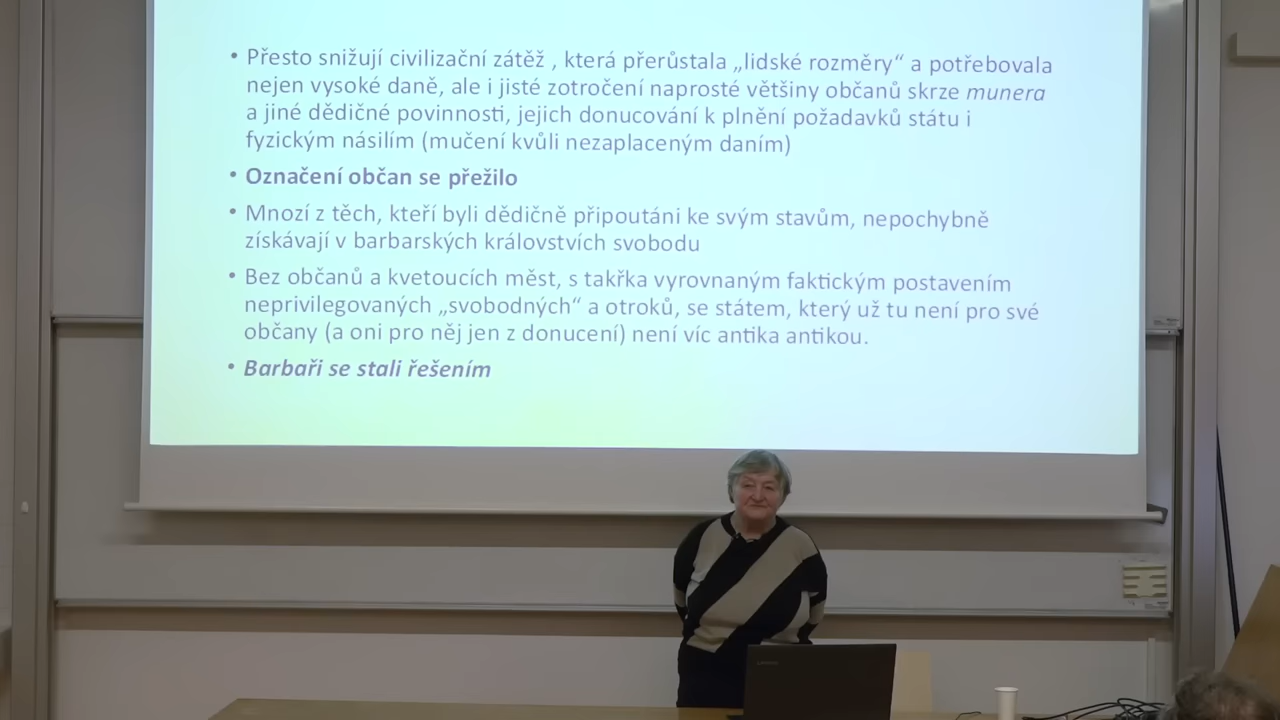 • Přesto snižují civilizační zátěž , která přerůstala „lidské rozměry“ a potřebovala
nejen vysoké daně, ale i jisté zotročení naprosté většiny občanů skrze munera
a jiné dědičné povinnosti, jejich donucování k plnění požadavků státu i
fyzickým násilím (mučení kvůli nezaplaceným daním)
• Označení občan se přežilo
• Mnozí z těch, kteří byli dědičně připoutáni ke svým stavům, nepochybně
získávají v barbarských královstvích svobodu
• Bez občanů a kvetoucích měst, s takřka vyrovnaným faktickým postavením
neprivilegovaných „svobodných“ a otroků, se státem, který už tu není pro své
občany (a oni pro něj jen z donucení) není víc antika antikou.
• Barbaři se stali řešením